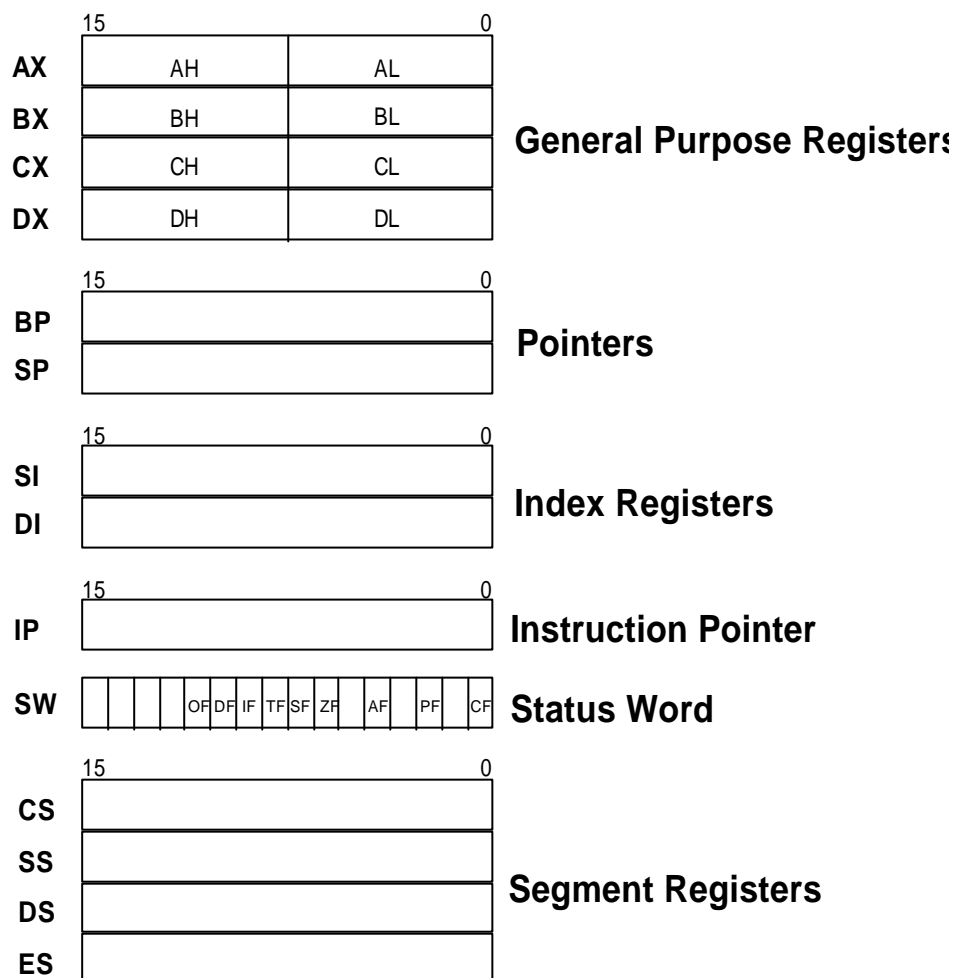 15 0
AX AH AL
BX BH BL
General Purpose Registers
CX CH CL
DX DH DL
15 0
BP
Pointers
SP
15 0
SI
Index Registers
DI
15 0
IP Instruction Pointer
SW OF DF IF TF SF ZF AF PF CF Status Word
15 0
CS
SS
Segment Registers
DS
ES